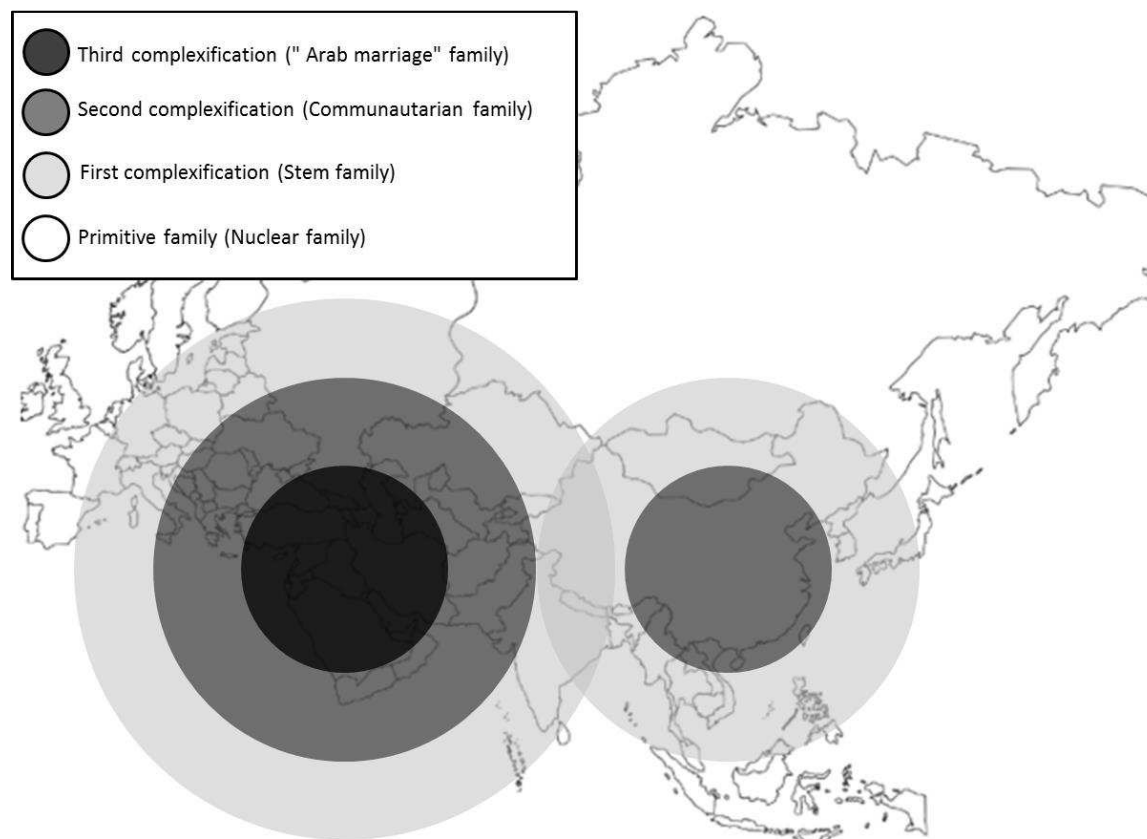 Third complexification (" Arab marriage" family)
Second complexification (Communautarian family)
First complexification (Stem family)
Primitive family (Nuclear family)